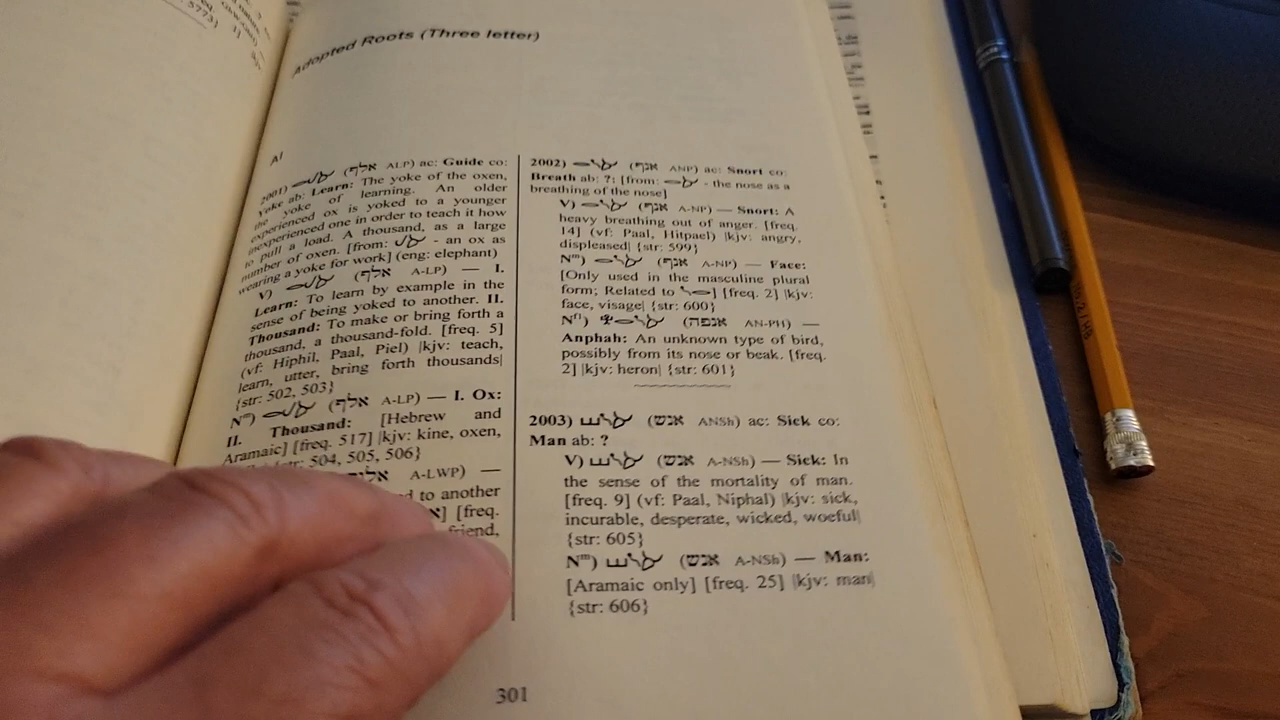 5773}
Adopted Roots (Three letter)
Al
2001) (אלף ALP) ac: Guide co:
Yoke ab: Learn: The yoke of the oxen,
the yoke of learning. An older
experienced ox is yoked to a younger
inexperienced one in order to teach it how
to pull a load. A thousand, as a large
number of oxen. [from: - an ox as
wearing a yoke for work] (eng: elephant)
V) (אלף A-LP) — I.
Learn: To learn by example in the
sense of being yoked to another. II.
Thousand: To make or bring forth a
thousand, a thousand-fold. [freq. 5]
(vf: Hiphil, Paal, Piel) |kjv: teach,
learn, utter, bring forth thousands|
{str: 502, 503}
Nᵐ) (אלף A-LP) — I. Ox:
II. Thousand: [Hebrew and
Aramaic] [freq. 517] |kjv: kine, oxen,
504, 505, 506}
A-LWP) —
to another
[freq.
friend,
2002) (אנף ANP) ac: Snort co:
Breath ab: ?: [from: - the nose as a
breathing of the nose]
V) (אנף A-NP) — Snort: A
heavy breathing out of anger. [freq.
14] (vf: Paal, Hitpael) |kjv: angry,
displeased| {str: 599}
Nᵐ) (אנף A-NP) — Face:
[Only used in the masculine plural
form; Related to ] [freq. 2] |kjv:
face, visage| {str: 600}
Nᶠ¹) (אנפה AN-PH) —
Anphah: An unknown type of bird,
possibly from its nose or beak. [freq.
2] |kjv: heron| {str: 601}
2003) (אנש ANSh) ac: Sick co:
Man ab: ?
V) (אנש A-NSh) — Sick: In
the sense of the mortality of man.
[freq. 9] (vf: Paal, Niphal) |kjv: sick,
incurable, desperate, wicked, woeful|
{str: 605}
Nᵐ) (אנש A-NSh) — Man:
[Aramaic only] [freq. 25] |kjv: man|
{str: 606}
301